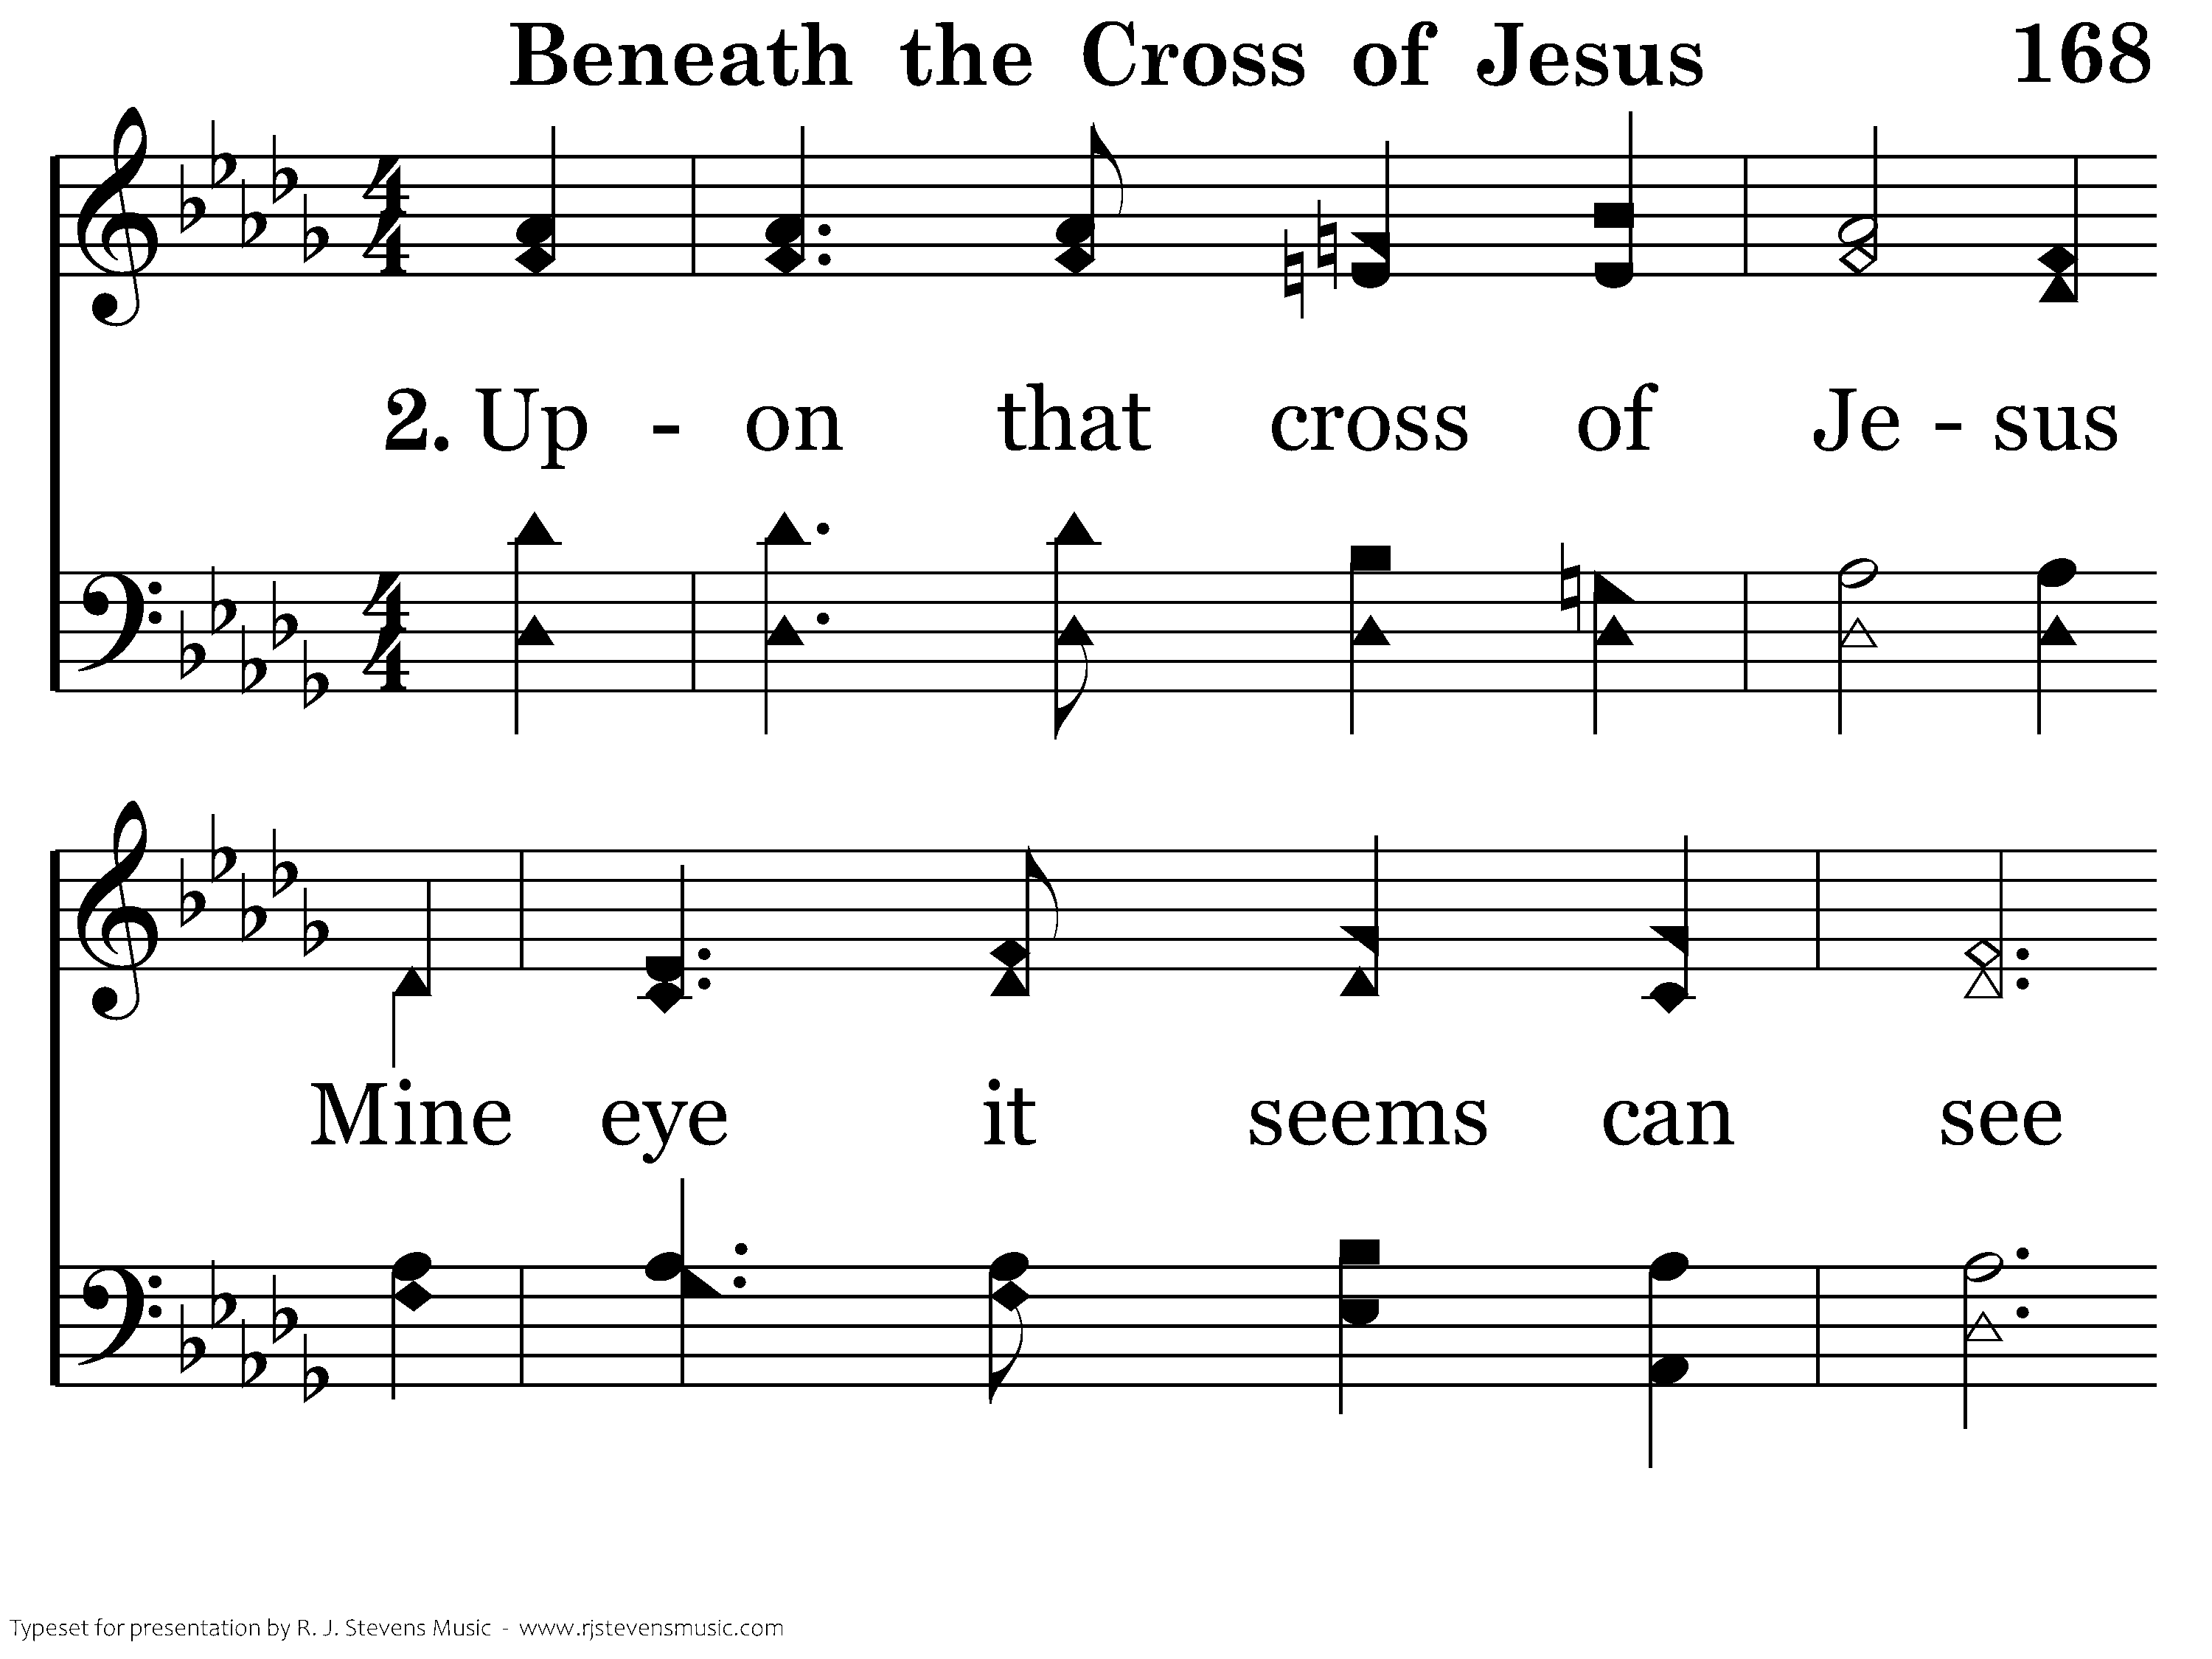 Beneath the Cross of Jesus 168
2. Up - on that cross of Je - sus
Mine eye it seems can see
Typeset for presentation by R. J. Stevens Music - www.rjstevensmusic.com